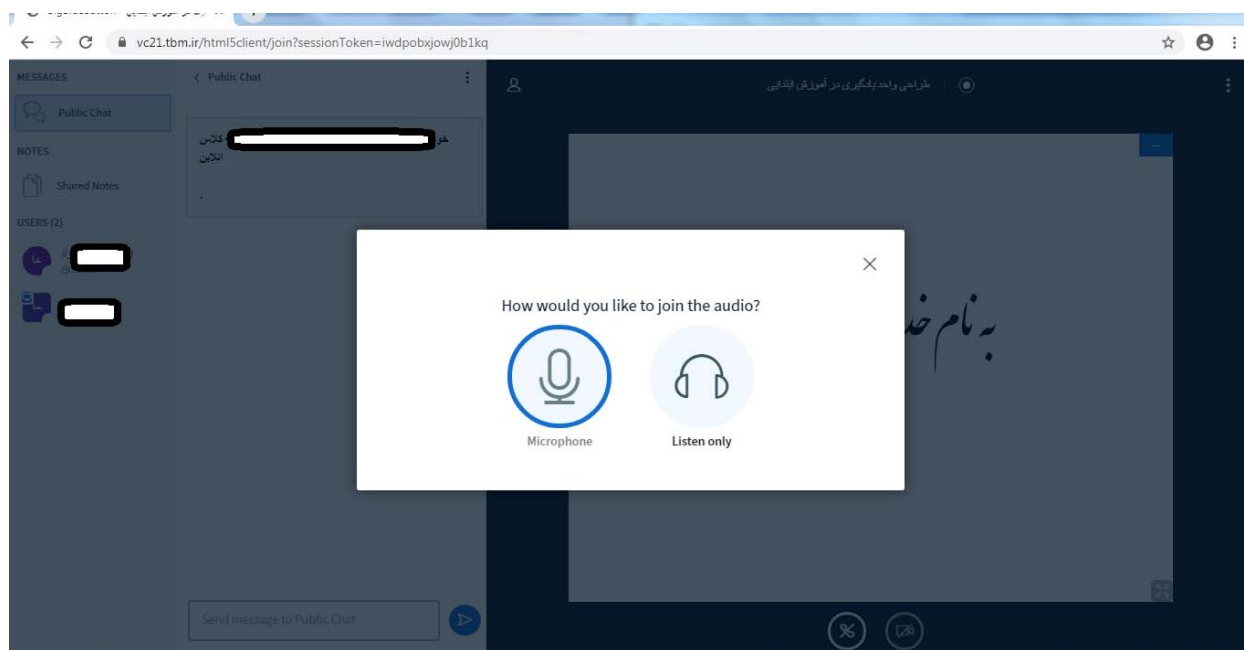 vc21.tbm.ir/html5client/join?sessionToken=iwdpobxjowj0b1kq
MESSAGES
Public Chat
NOTES
Shared Notes
USERS (2)
Public Chat
کلاس
انلاین
.
Send message to Public Chat
طراحی واحد یادگیری در آموزش ابتدایی
به نام
How would you like to join the audio?
Microphone
Listen only